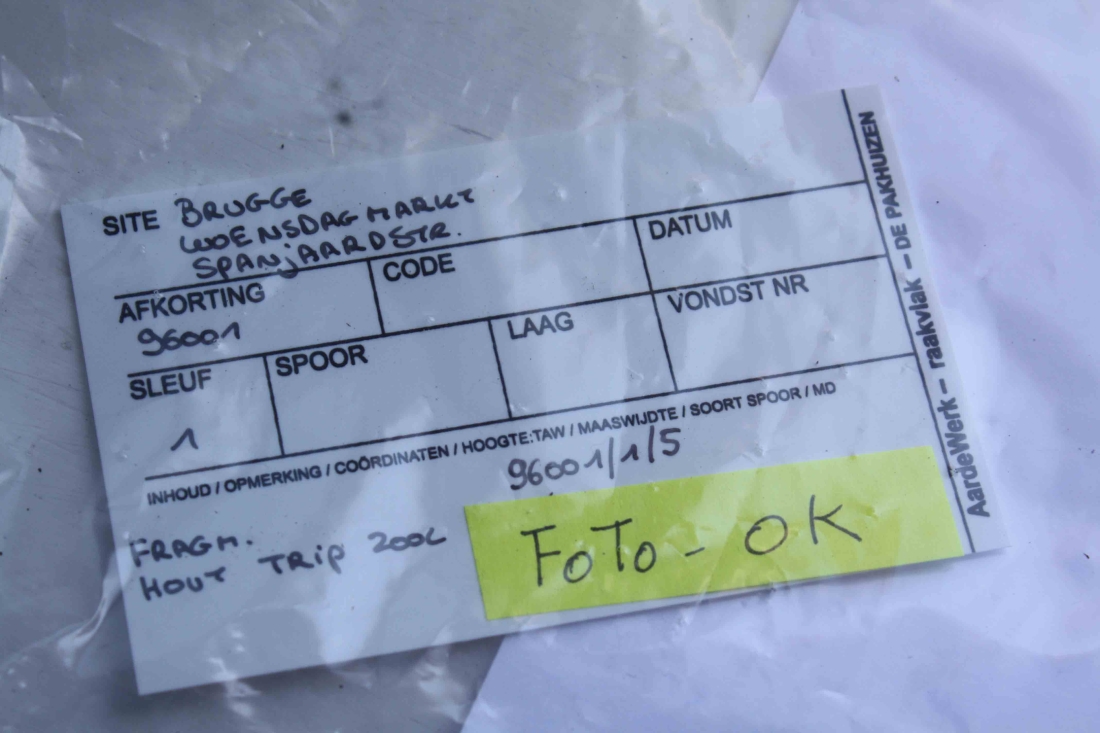 SITE BRUGGE
WOENSDAGMARKT
SPANJAARDSTR.
AFKORTING
96001
CODE
DATUM
SLEUF
1
SPOOR
LAAG
VONDST NR
INHOUD / OPMERKING / COÖRDINATEN / HOOGTE:TAW / MAASWIJDTE / SOORT SPOOR / MD
96001/1/5
FRAGM.
HOUT TRIP ZOOL
FOTO - OK
AardeWerk – raakvlak – DE PAKHUIZEN